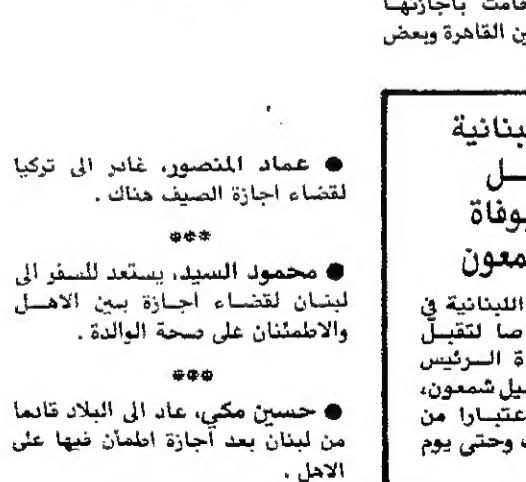 قامت باجازتها
ين القاهرة وبعض
● عماد المنصور، غادر الى تركيا
لقضاء اجازة الصيف هناك .
***
● محمود السيد، يستعد للسفر الى
لبنان لقضاء اجازة بين الاهل
والاطمئنان على صحة الوالدة .
***
● حسين مكي، عاد الى البلاد قادما
من لبنان بعد اجازة اطمأن فيها على
الاهل .
بنانية
ـل
بوفاة
معون
اللبنانية في
صا لتقبل
ة الرئيس
يل شمعون،
عتبارا من
وحتى يوم